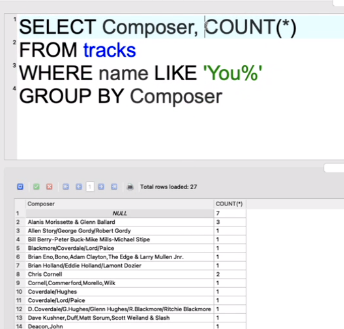 1 SELECT Composer, COUNT(*)
2 FROM tracks
3 WHERE name LIKE 'You%'
4 GROUP BY Composer
1 Total rows loaded: 27
Composer COUNT(*)
1 NULL 7
2 Alanis Morissette & Glenn Ballard 3
3 Allen Story/George Gordy/Robert Gordy 1
4 Bill Berry-Peter Buck-Mike Mills-Michael Stipe 1
5 Blackmore/Coverdale/Lord/Paice 1
6 Brian Eno,Bono,Adam Clayton,The Edge & Larry Mullen Jnr. 1
7 Brian Holland/Eddie Holland/Lamont Dozier 1
8 Chris Cornell 2
9 Cornell,Commerford,Morello,Wilk 1
10 Coverdale/Hughes 1
11 Coverdale/Lord/Paice 1
12 D.Coverdale/G.Hughes/Glenn Hughes/R.Blackmore/Ritchie Blackmore 1
13 Dave Kushner,Duff,Matt Sorum,Scott Weiland & Slash 1
14 Deacon,John 1